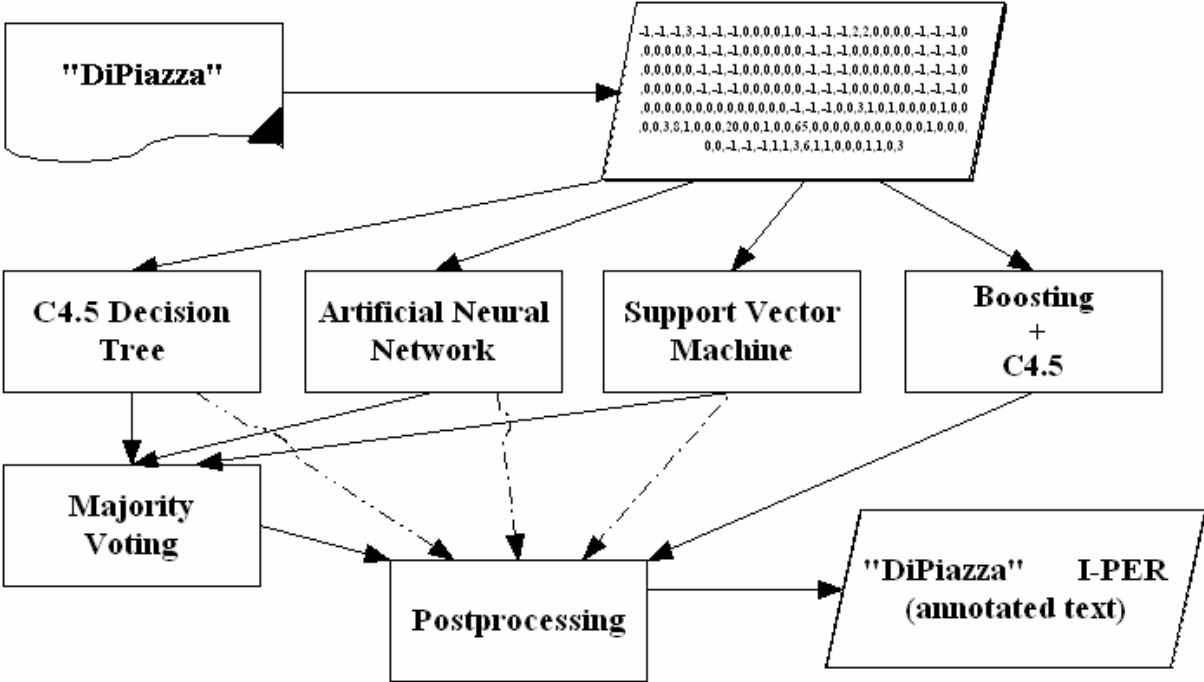 "DiPiazza"
-1,-1,-1,3,-1,-1,-1,0,0,0,0,1,0,-1,-1,-1,2,2,0,0,0,0,-1,-1,-1,0
,0,0,0,0,0,-1,-1,-1,0,0,0,0,0,0,-1,-1,-1,0,0,0,0,0,0,-1,-1,-1,0
,0,0,0,0,0,-1,-1,-1,0,0,0,0,0,0,-1,-1,-1,0,0,0,0,0,0,-1,-1,-1,0
,0,0,0,0,0,-1,-1,-1,0,0,0,0,0,0,-1,-1,-1,0,0,0,0,0,0,-1,-1,-1,0
,0,0,0,0,0,0,0,0,0,0,0,0,0,0,-1,-1,-1,0,0,3,1,0,1,0,0,0,0,1,0,0
,0,0,3,8,1,0,0,0,20,0,0,1,0,0,65,0,0,0,0,0,0,0,0,0,0,0,0,1,0,0,0,
0,0,-1,-1,-1,1,1,3,6,1,1,0,0,0,1,1,0,3
C4.5 Decision
Tree
Artificial Neural
Network
Support Vector
Machine
Boosting
+
C4.5
Majority
Voting
Postprocessing
"DiPiazza" I-PER
(annotated text)